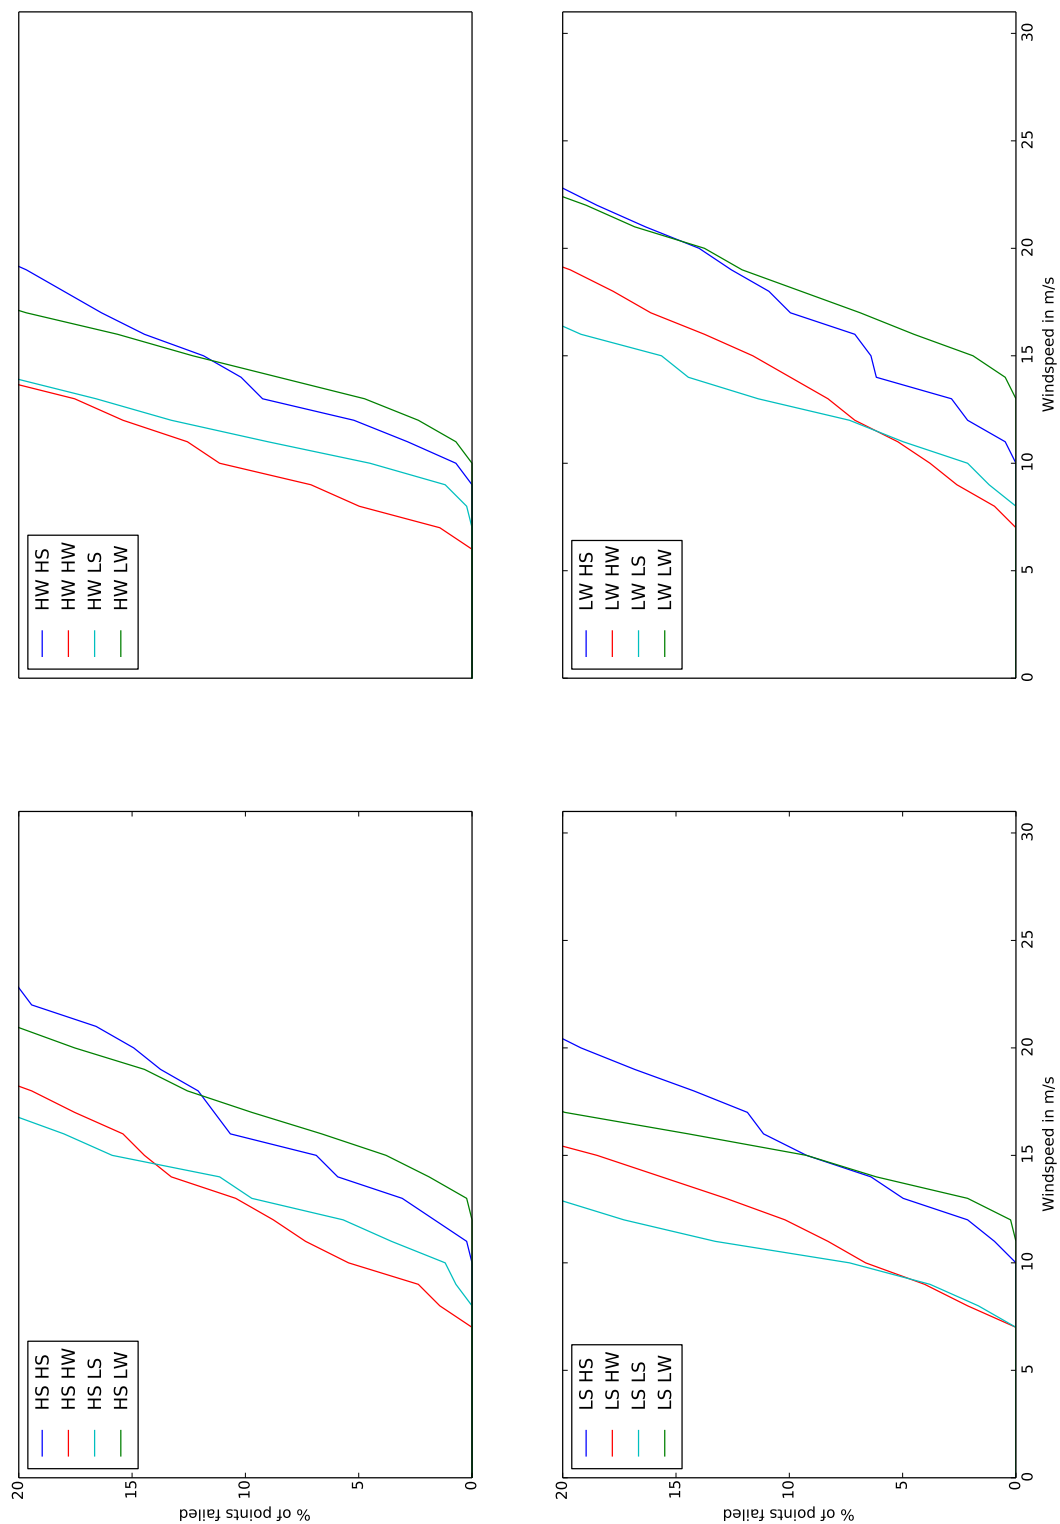 % of points failed
20
15
10
5
0
HS HS
HS HW
HS LS
HS LW
HW HS
HW HW
HW LS
HW LW
% of points failed
20
15
10
5
0
LS HS
LS HW
LS LS
LS LW
0 5 10 15 20 25 30
Windspeed in m/s
LW HS
LW HW
LW LS
LW LW
0 5 10 15 20 25 30
Windspeed in m/s